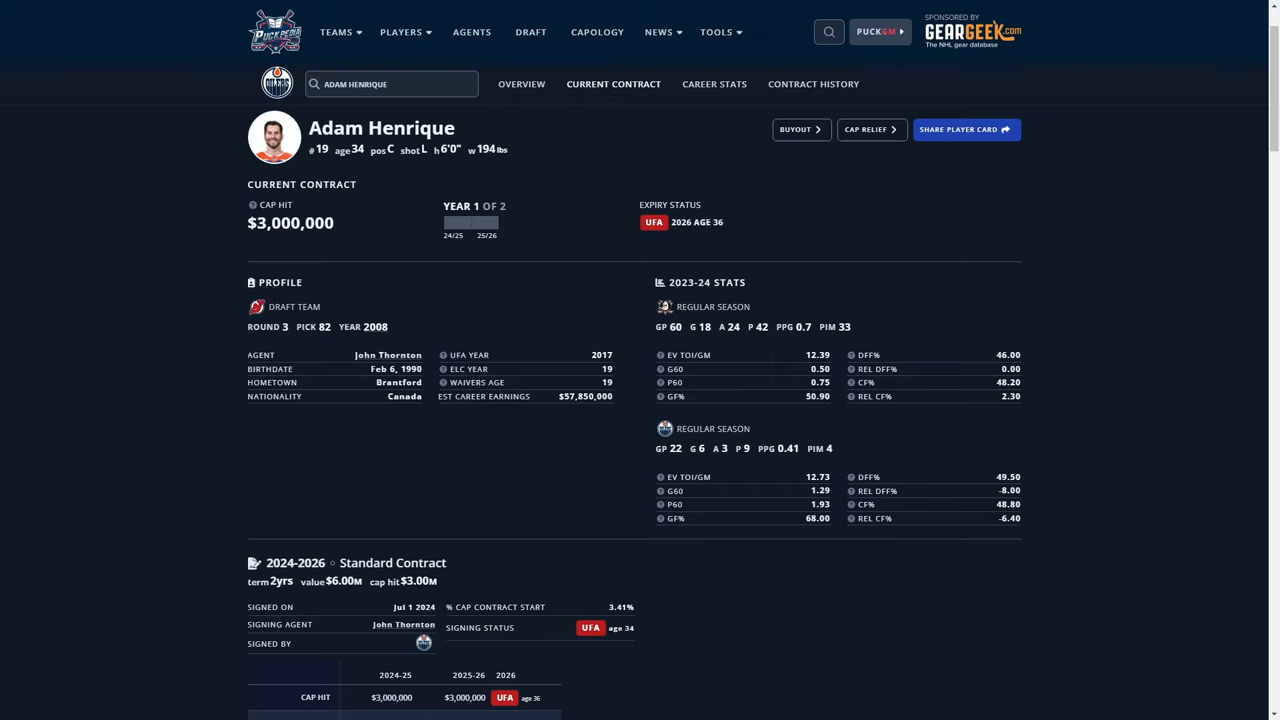 PUCKPEDIA
TEAMS PLAYERS AGENTS DRAFT CAPOLOGY NEWS TOOLS
PUCKGM
SPONSORED BY
GEARGEEK.com
The NHL gear database
OILERS
ADAM HENRIQUE
OVERVIEW CURRENT CONTRACT CAREER STATS CONTRACT HISTORY
Adam Henrique
# 19 age 34 pos C shot L h 6'0" w 194 lbs
BUYOUT CAP RELIEF SHARE PLAYER CARD
CURRENT CONTRACT
CAP HIT
$3,000,000
YEAR 1 OF 2
24/25 25/26
EXPIRY STATUS
UFA 2026 AGE 36
PROFILE
DRAFT TEAM
ROUND 3 PICK 82 YEAR 2008
AGENT John Thornton
BIRTHDATE Feb 6, 1990
HOMETOWN Brantford
NATIONALITY Canada
UFA YEAR 2017
ELC YEAR 19
WAIVERS AGE 19
EST CAREER EARNINGS $57,850,000
2023-24 STATS
REGULAR SEASON
GP 60 G 18 A 24 P 42 PPG 0.7 PIM 33
EV TOI/GM 12.39
G60 0.50
P60 0.75
GF% 50.90
DFF% 46.00
REL DFF% 0.00
CF% 48.20
REL CF% 2.30
REGULAR SEASON
GP 22 G 6 A 3 P 9 PPG 0.41 PIM 4
EV TOI/GM 12.73
G60 1.29
P60 1.93
GF% 68.00
DFF% 49.50
REL DFF% -8.00
CF% 48.80
REL CF% -6.40
2024-2026 Standard Contract
term 2yrs value $6.00M cap hit $3.00M
SIGNED ON Jul 1 2024
SIGNING AGENT John Thornton
SIGNED BY
% CAP CONTRACT START 3.41%
SIGNING STATUS UFA age 34
2024-25 2025-26 2026
CAP HIT $3,000,000 $3,000,000 UFA age 36